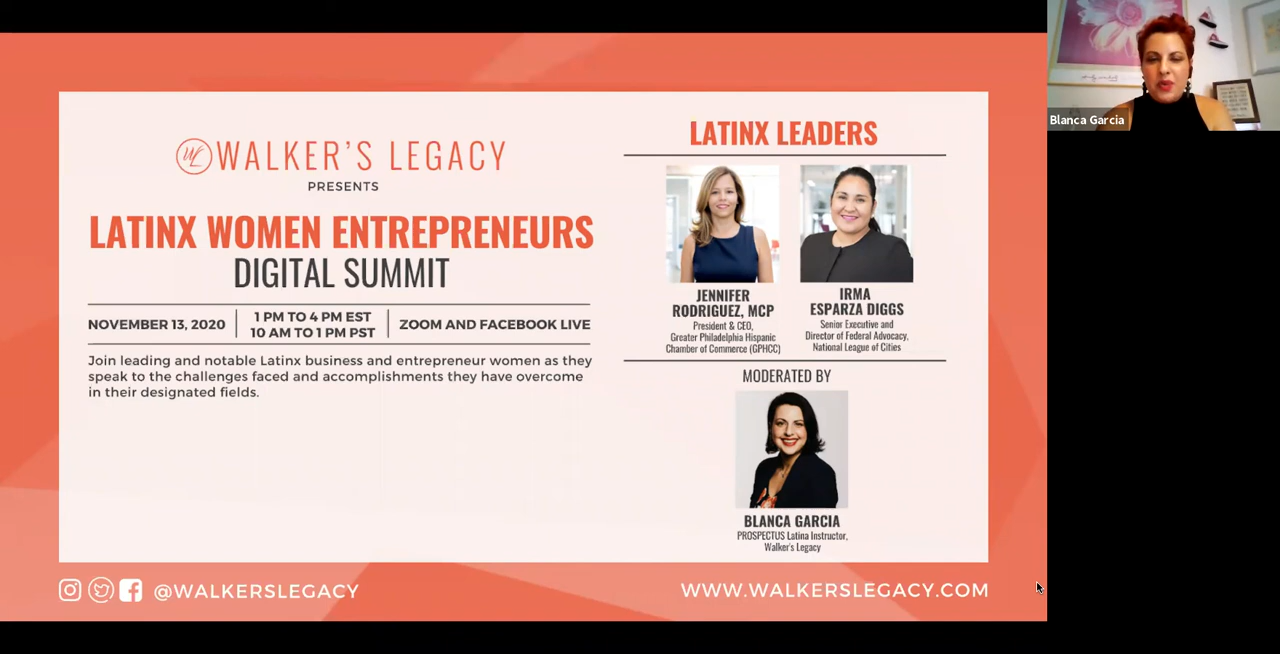 WALKER'S LEGACY
PRESENTS
LATINX WOMEN ENTREPRENEURS
DIGITAL SUMMIT
NOVEMBER 13, 2020
1 PM TO 4 PM EST
10 AM TO 1 PM PST
ZOOM AND FACEBOOK LIVE
Join leading and notable Latinx business and entrepreneur women as they
speak to the challenges faced and accomplishments they have overcome
in their designated fields.
LATINX LEADERS
JENNIFER
RODRIGUEZ, MCP
President & CEO,
Greater Philadelphia Hispanic
Chamber of Commerce (GPHCC)
IRMA
ESPARZA DIGGS
Senior Executive and
Director of Federal Advocacy,
National League of Cities
MODERATED BY
BLANCA GARCIA
PROSPECTUS Latina Instructor,
Walker's Legacy
@WALKERSLEGACY
WWW.WALKERSLEGACY.COM
Blanca Garcia